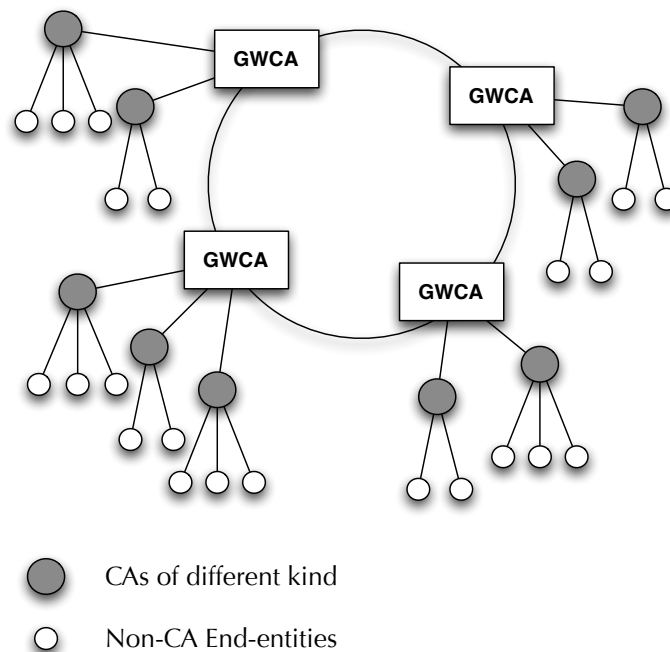 GWCA
GWCA
GWCA
GWCA
CAs of different kind
Non-CA End-entities